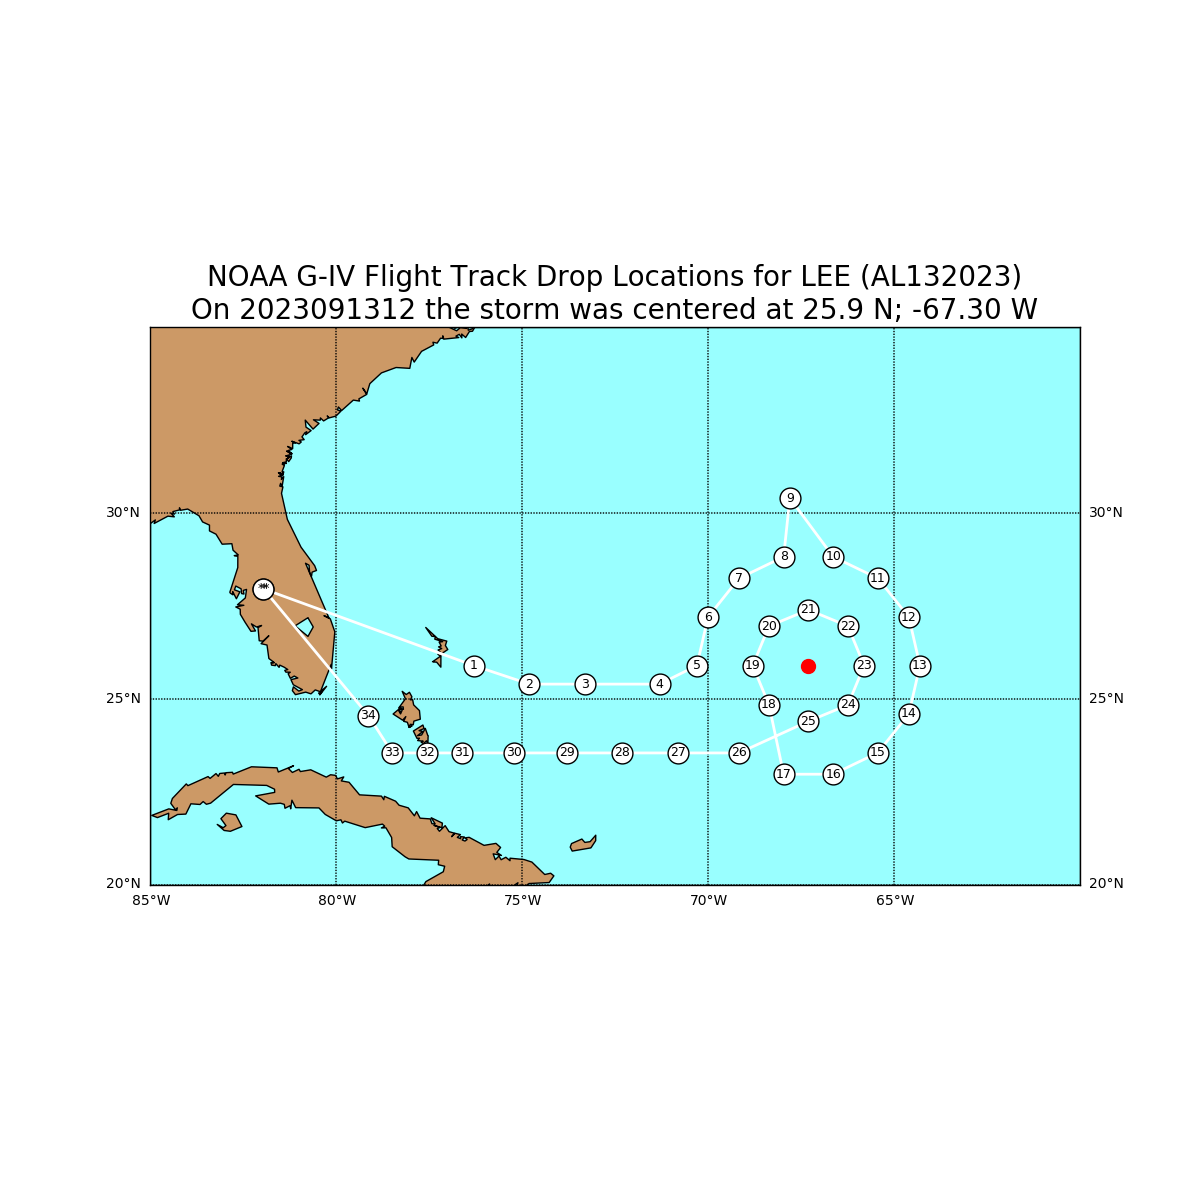 NOAA G-IV Flight Track Drop Locations for LEE (AL132023)
On 2023091312 the storm was centered at 25.9 N; -67.30 W
9
30°N 30°N
8 10
7 11
**
21
6 12
20 22
1 5 19 23 13
2 3 4
25°N 25°N
18 24
34 14
25
33 32 31 30 29 28 27 26 15
17 16
20°N 20°N
85°W 80°W 75°W 70°W 65°W